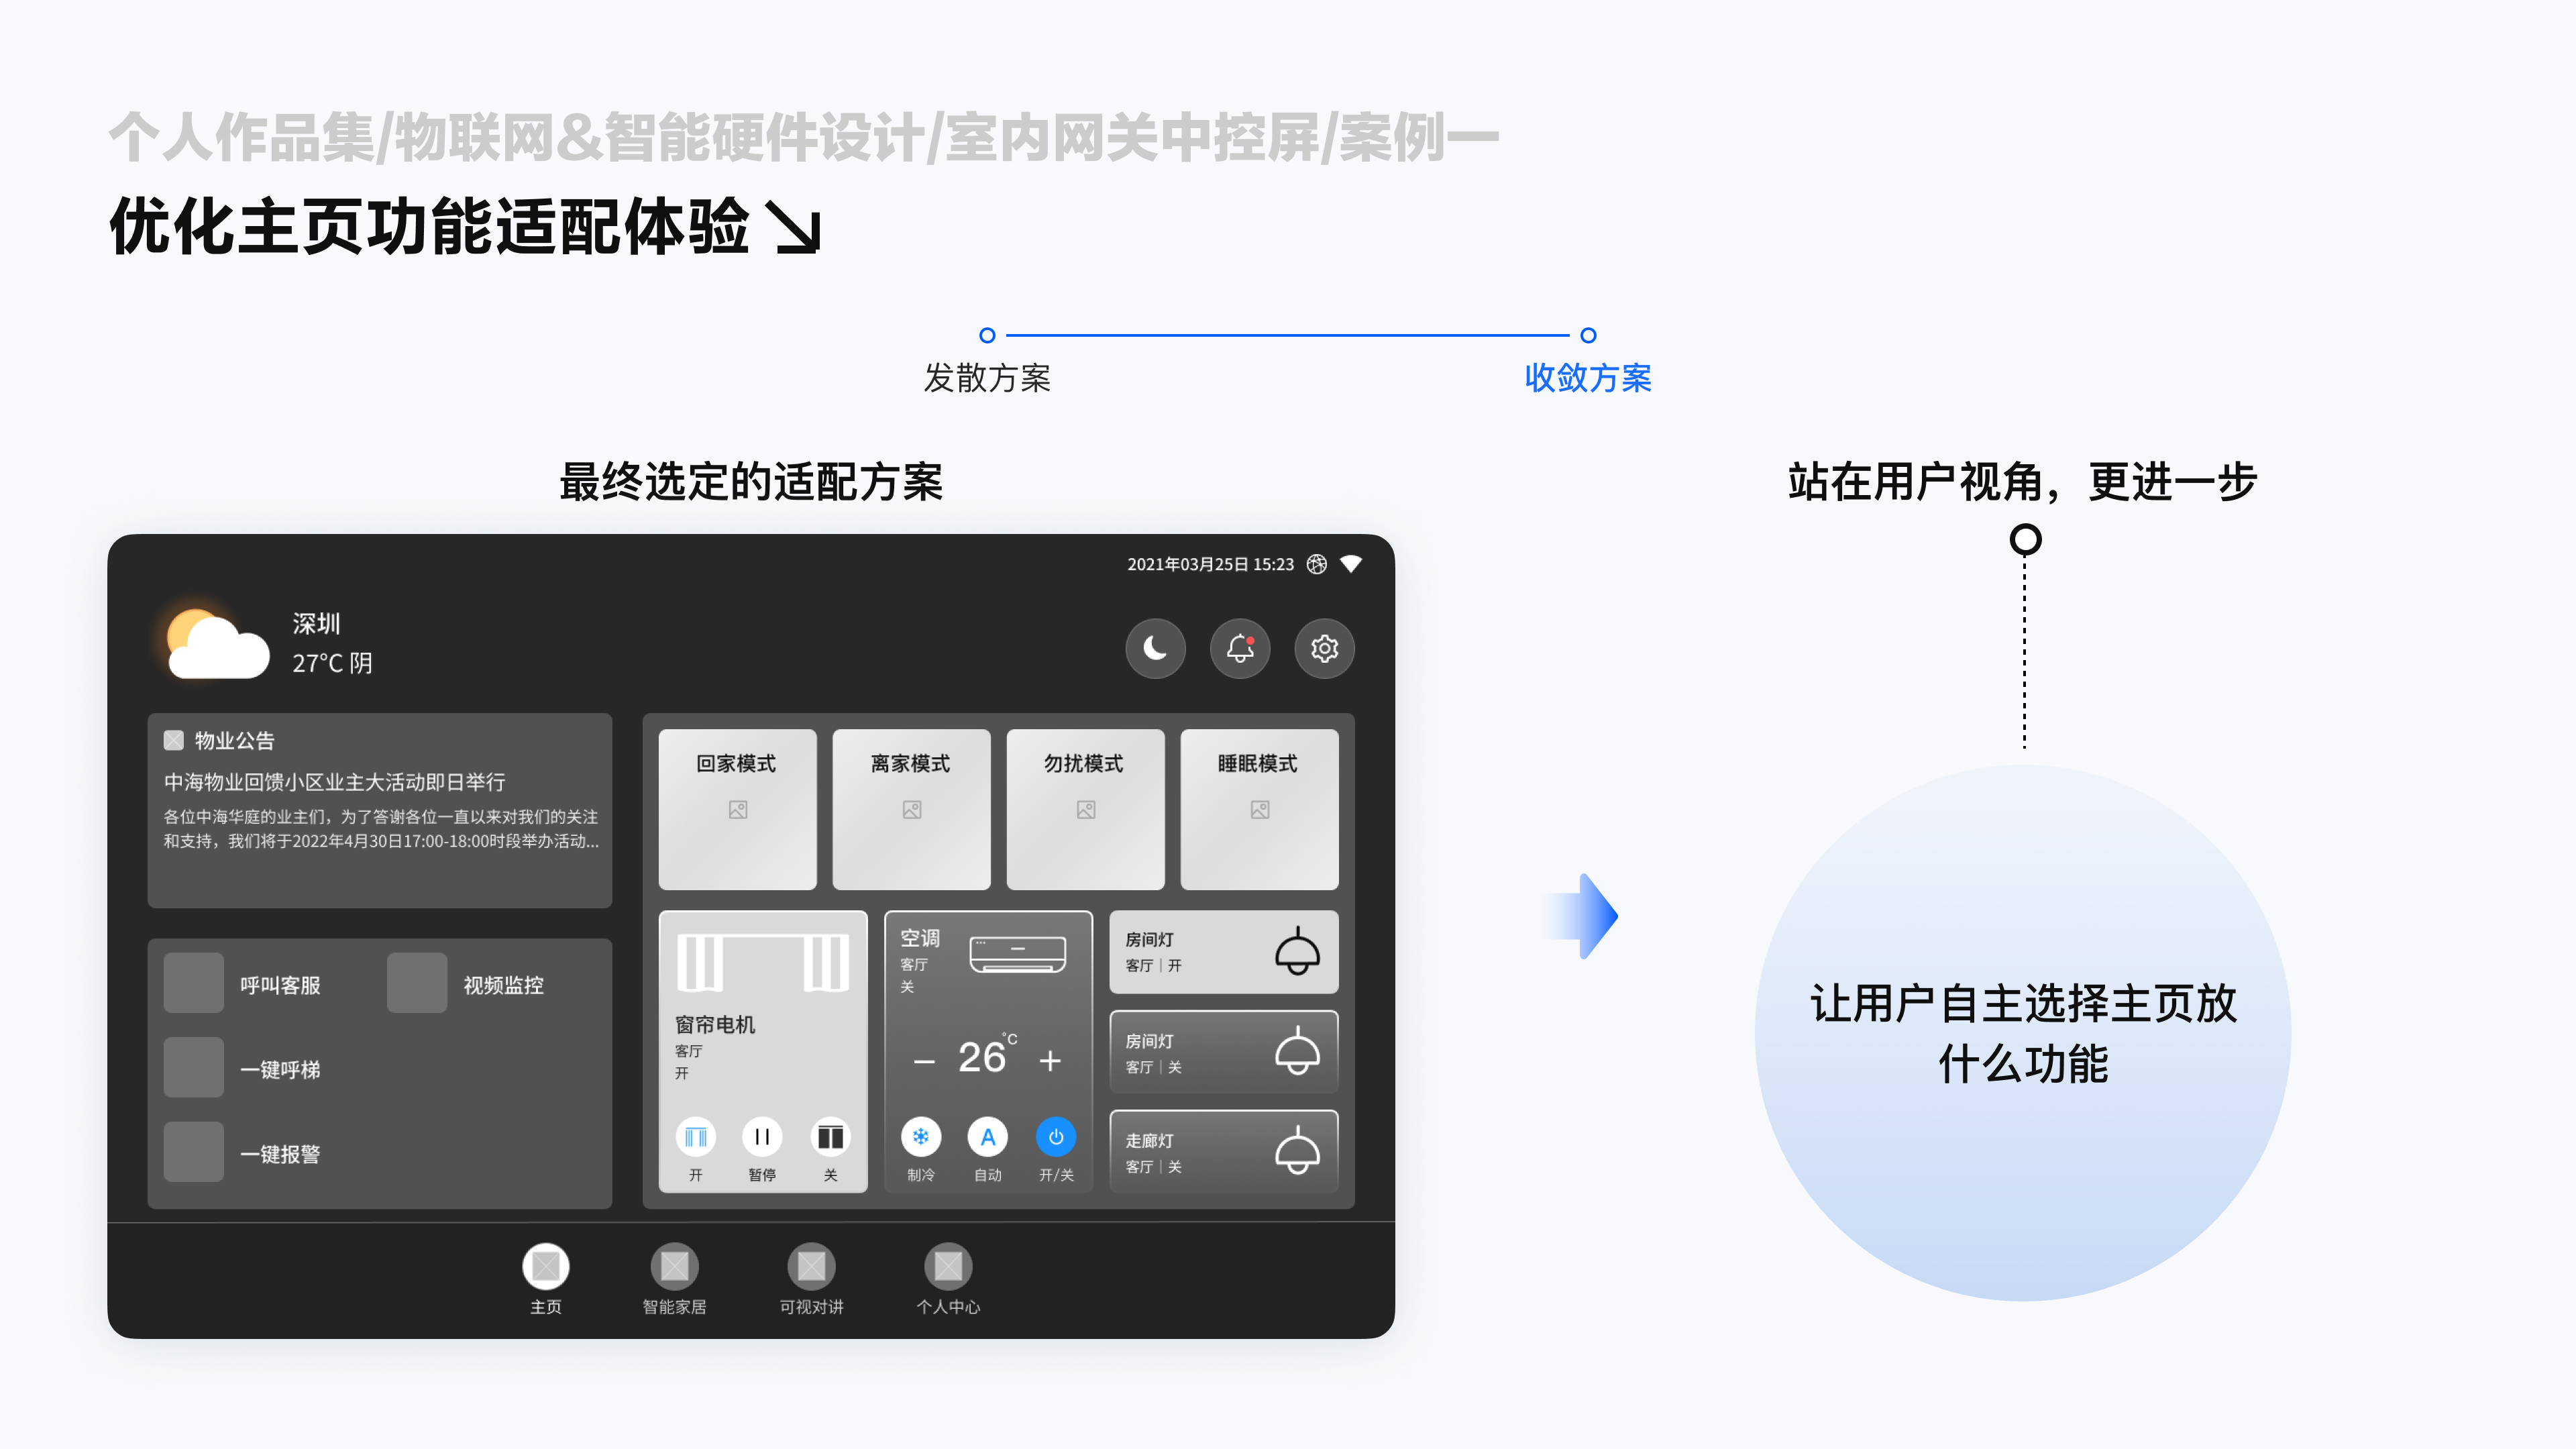 个人作品集/物联网&智能硬件设计/室内网关中控屏/案例一
优化主页功能适配体验
发散方案
收敛方案
最终选定的适配方案
站在用户视角，更进一步
2021年03月25日 15:23
深圳
27°C 阴
物业公告
中海物业回馈小区业主大活动即日举行
各位中海华庭的业主们，为了答谢各位一直以来对我们的关注
和支持，我们将于2022年4月30日17:00-18:00时段举办活动...
呼叫客服
视频监控
一键呼梯
一键报警
回家模式
离家模式
勿扰模式
睡眠模式
窗帘电机
客厅
开
开
暂停
关
空调
客厅
关
26°C
A
制冷
自动
开/关
房间灯
客厅｜开
房间灯
客厅｜关
走廊灯
客厅｜关
主页
智能家居
可视对讲
个人中心
让用户自主选择主页放
什么功能